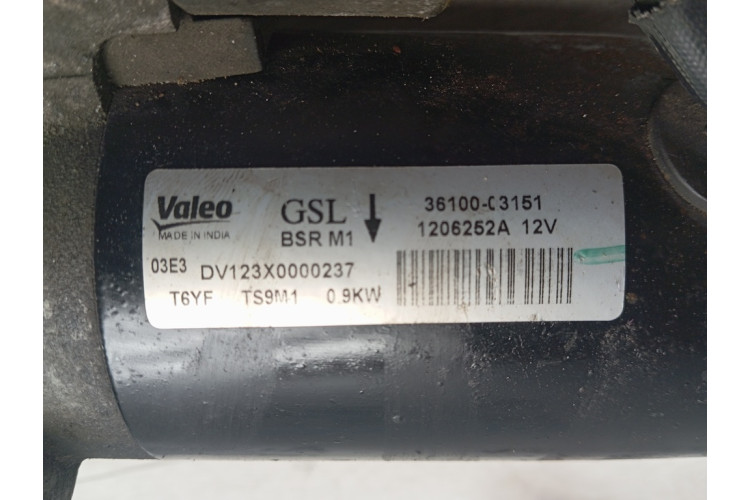 Valeo GSL 36100-03151
MADE IN INDIA BSR M1 1206252A 12V
03E3 DV123X0000237
T6YF TS9M1 0.9KW